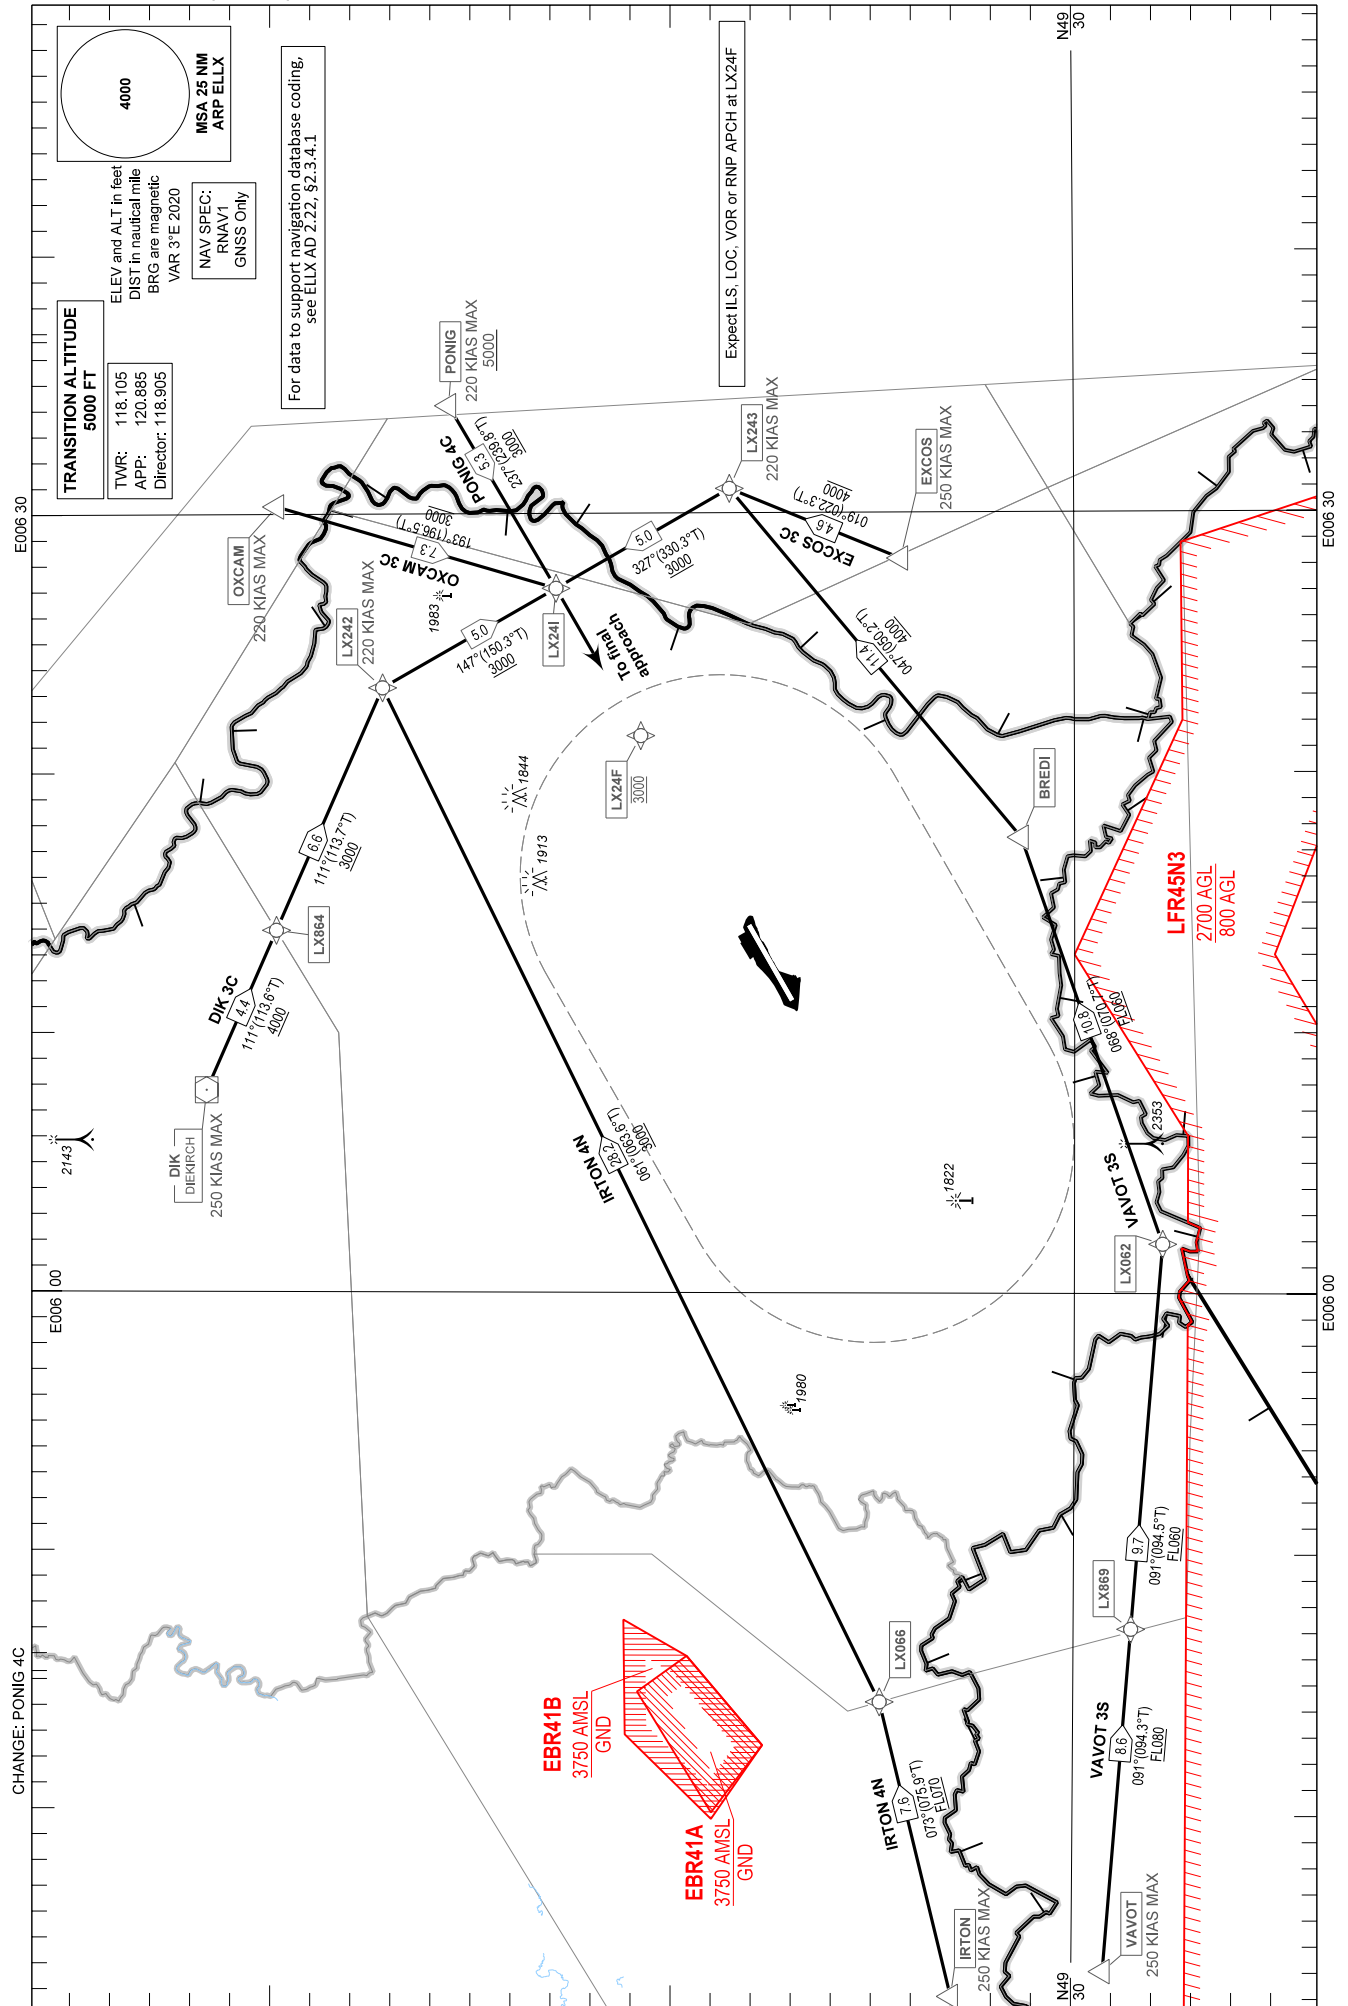 CHANGE: PONIG 4C
E006 00
E006 30
N49
30
TRANSITION ALTITUDE
5000 FT
TWR: 118.105
APP: 120.885
Director: 118.905
ELEV and ALT in feet
DIST in nautical mile
BRG are magnetic
VAR 3°E 2020
NAV SPEC:
RNAV1
GNSS Only
4000
MSA 25 NM
ARP ELLX
For data to support navigation database coding,
see ELLX AD 2.22, §2.3.4.1
Expect ILS, LOC, VOR or RNP APCH at LX24F
2143
DIK
DIEKIRCH
250 KIAS MAX
DIK 3C
4.4
111°(113.6°T)
4000
LX864
6.6
111°(113.7°T)
3000
LX242
220 KIAS MAX
OXCAM
220 KIAS MAX
OXCAM 3C
7.3
193°(196.5°T)
3000
1983
5.0
147°(150.3°T)
3000
PONIG
220 KIAS MAX
5000
PONIG 4C
5.3
237°(239.8°T)
3000
LX24I
To final
approach
5.0
327°(330.3°T)
3000
LX243
220 KIAS MAX
EXCOS
250 KIAS MAX
EXCOS 3C
4.6
019°(022.3°T)
4000
11.4
047°(050.2°T)
4000
BREDI
LX24F
3000
1844
1913
IRTON 4N
28.2
061°(063.6°T)
3000
1822
1980
10.8
068°(070.7°T)
FL060
2353
VAVOT 3S
LX062
LFR45N3
2700 AGL
800 AGL
EBR41B
3750 AMSL
GND
EBR41A
3750 AMSL
GND
LX066
IRTON 4N
7.6
073°(075.9°T)
FL070
IRTON
250 KIAS MAX
9.7
091°(094.5°T)
FL060
LX869
VAVOT 3S
8.6
091°(094.3°T)
FL080
VAVOT
250 KIAS MAX
N49
30
E006 00
E006 30